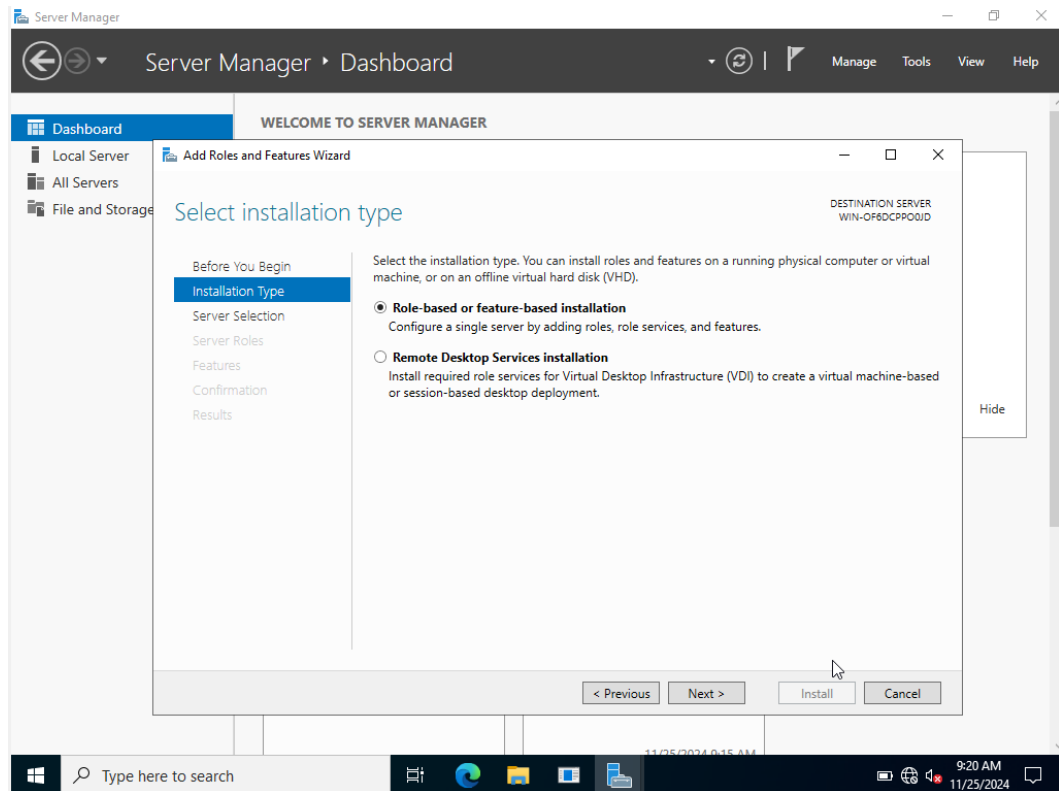 Server Manager
Server Manager • Dashboard
Manage Tools View Help
Dashboard
Local Server
All Servers
File and Storage
WELCOME TO SERVER MANAGER
Add Roles and Features Wizard
Select installation type
DESTINATION SERVER
WIN-OF6DCPPO0JD
Before You Begin
Installation Type
Server Selection
Server Roles
Features
Confirmation
Results
Select the installation type. You can install roles and features on a running physical computer or virtual
machine, or on an offline virtual hard disk (VHD).
Role-based or feature-based installation
Configure a single server by adding roles, role services, and features.
Remote Desktop Services installation
Install required role services for Virtual Desktop Infrastructure (VDI) to create a virtual machine-based
or session-based desktop deployment.
Hide
< Previous Next > Install Cancel
11/25/2024 9:15 AM
Type here to search
9:20 AM
11/25/2024